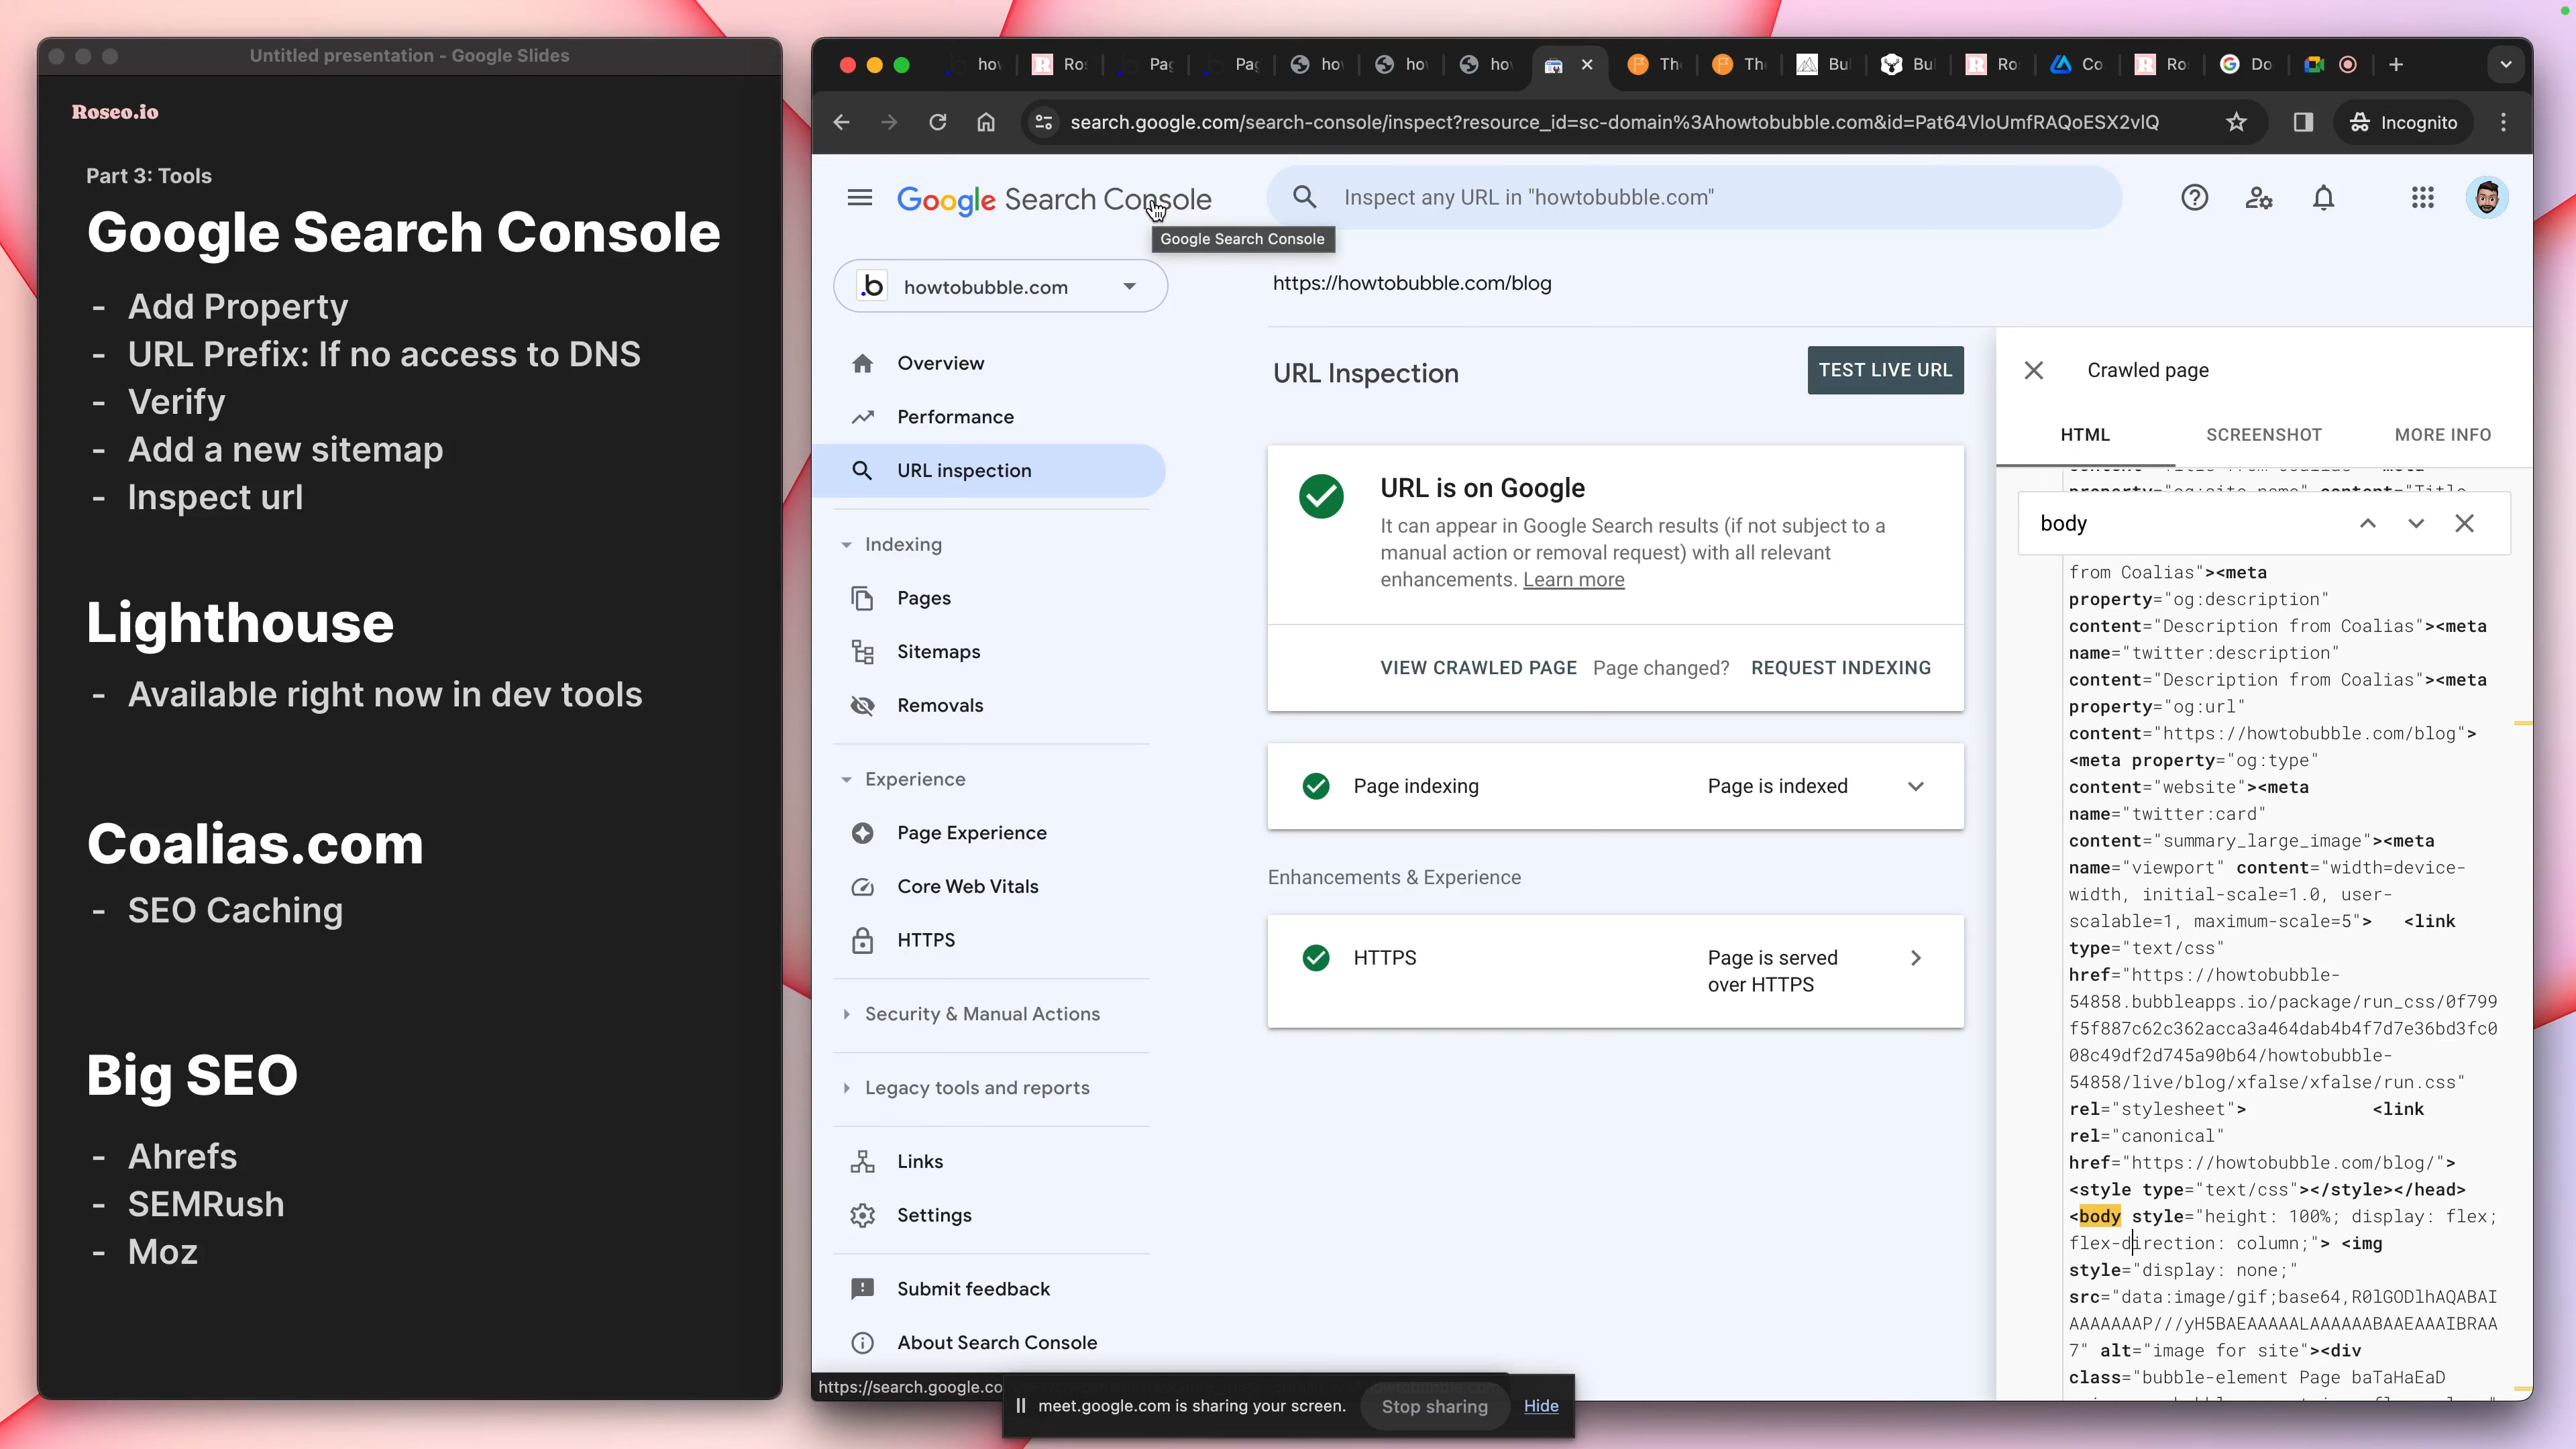 Untitled presentation - Google Slides
Roseo.io
Part 3: Tools
Google Search Console
- Add Property
- URL Prefix: If no access to DNS
- Verify
- Add a new sitemap
- Inspect url
Lighthouse
- Available right now in dev tools
Coalias.com
- SEO Caching
Big SEO
- Ahrefs
- SEMRush
- Moz
hov
Ro
Pag
Pag
ho
ho
ho
Th
Th
Bu
Bu
Ro
Co
Ro
Do
search.google.com/search-console/inspect?resource_id=sc-domain%3Ahowtobubble.com&id=Pat64VloUmfRAQoESX2vlQ
Incognito
Google Search Console
Inspect any URL in "howtobubble.com"
Google Search Console
.b howtobubble.com
https://howtobubble.com/blog
Overview
Performance
URL inspection
Indexing
Pages
Sitemaps
Removals
Experience
Page Experience
Core Web Vitals
HTTPS
Security & Manual Actions
Legacy tools and reports
Links
Settings
Submit feedback
About Search Console
URL Inspection
TEST LIVE URL
URL is on Google
It can appear in Google Search results (if not subject to a
manual action or removal request) with all relevant
enhancements. Learn more
VIEW CRAWLED PAGE Page changed? REQUEST INDEXING
Page indexing Page is indexed
Enhancements & Experience
HTTPS Page is served
over HTTPS
Crawled page
HTML SCREENSHOT MORE INFO
body
from Coalias"><meta
property="og:description"
content="Description from Coalias"><meta
name="twitter:description"
content="Description from Coalias"><meta
property="og:url"
content="https://howtobubble.com/blog">
<meta property="og:type"
content="website"><meta
name="twitter:card"
content="summary_large_image"><meta
name="viewport" content="width=device-
width, initial-scale=1.0, user-
scalable=1, maximum-scale=5"> <link
type="text/css"
href="https://howtobubble-
54858.bubbleapps.io/package/run_css/0f799
f5f887c62c362acca3a464dab4b4f7d7e36bd3fc0
08c49df2d745a90b64/howtobubble-
54858/live/blog/xfalse/xfalse/run.css"
rel="stylesheet"> <link
rel="canonical"
href="https://howtobubble.com/blog/">
<style type="text/css"></style></head>
<body style="height: 100%; display: flex;
flex-direction: column;"> <img
style="display: none;"
src="data:image/gif;base64,R0lGODlhAQABAI
AAAAAAAP///yH5BAEAAAAALAAAAAABAAEAAAIBRAA
7" alt="image for site"><div
class="bubble-element Page baTaHaEaD
https://search.google.co
meet.google.com is sharing your screen. Stop sharing Hide